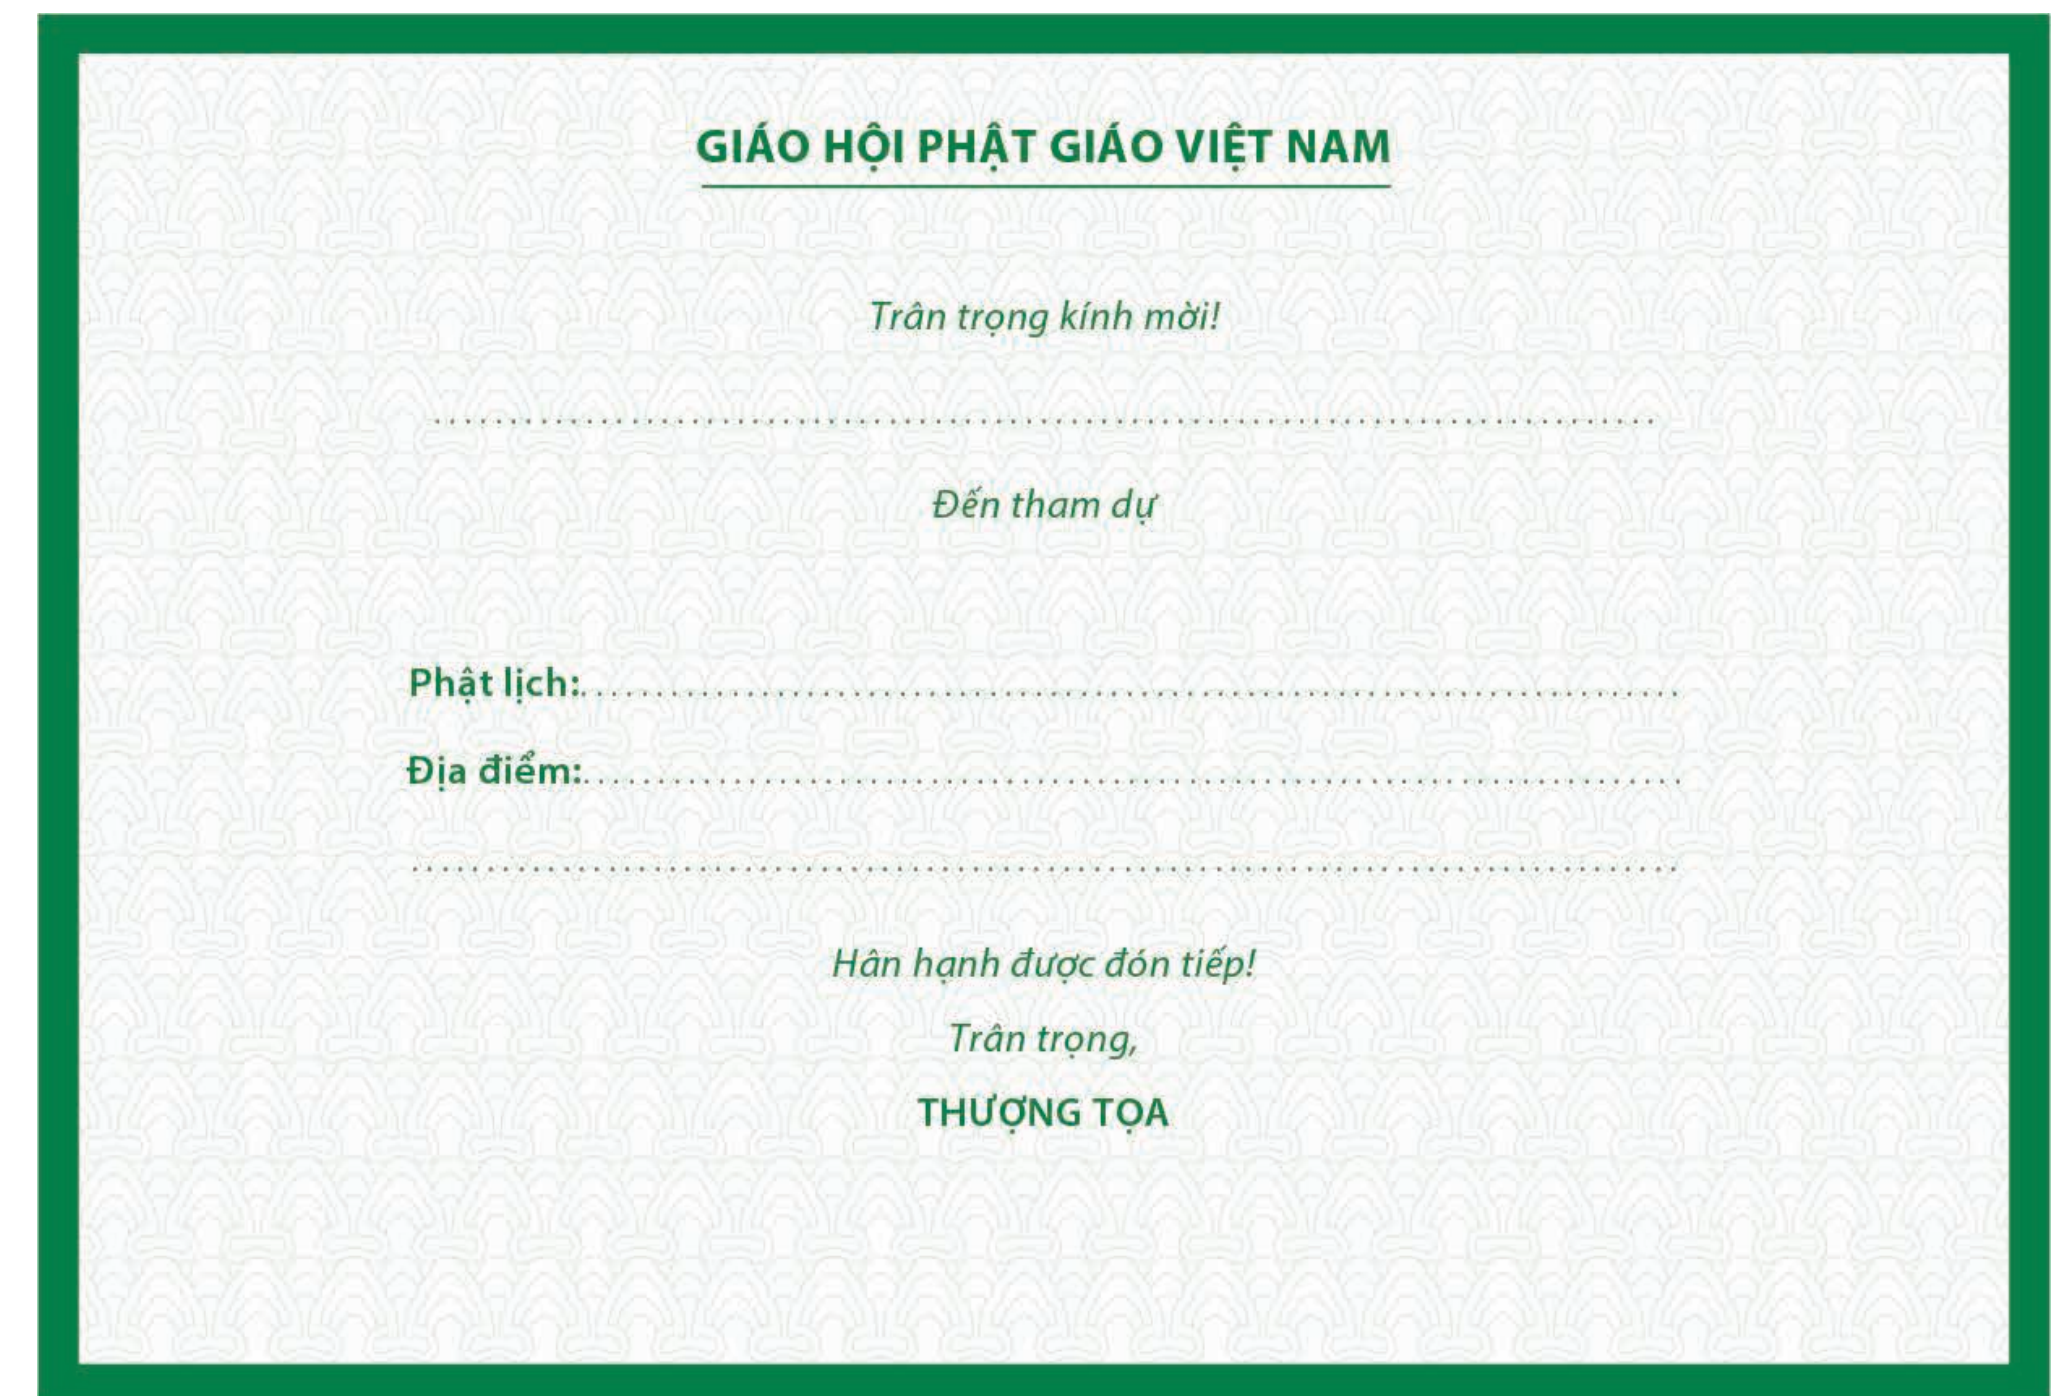 GIÁO HỘI PHẬT GIÁO VIỆT NAM
Trân trọng kính mời!
................................................................................
Đến tham dự
Phật lịch:........................................................................
Địa điểm:........................................................................
...................................................................................
Hân hạnh được đón tiếp!
Trân trọng,
THƯỢNG TỌA